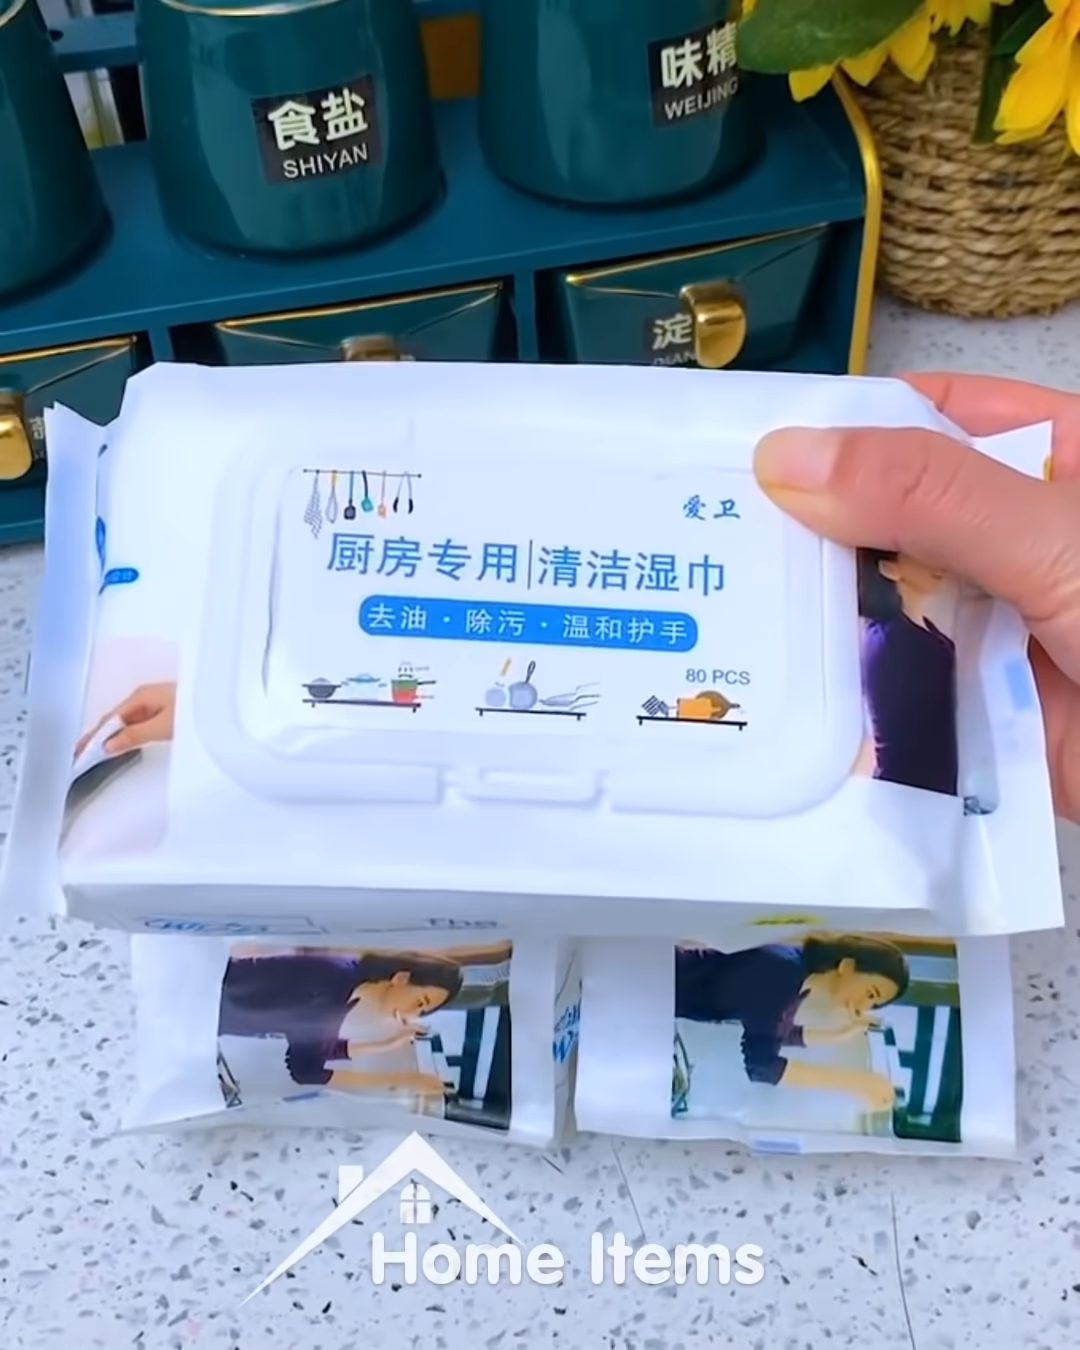 食盐
SHIYAN
味精
WEIJING
淀
爱卫
厨房专用|清洁湿巾
去油・除污・温和护手
80 PCS
The
Home Items